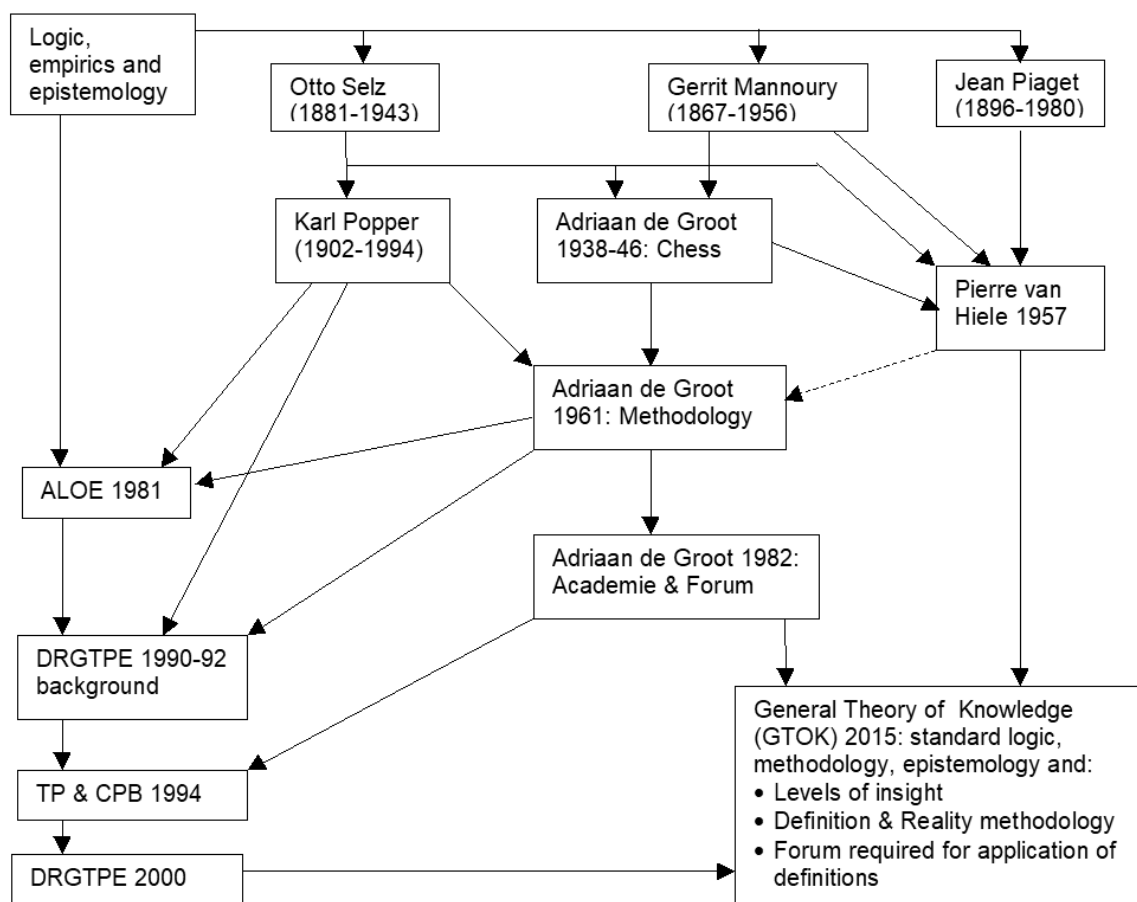 Logic,
empirics and
epistemology
Otto Selz
(1881-1943)
Gerrit Mannoury
(1867-1956)
Jean Piaget
(1896-1980)
Karl Popper
(1902-1994)
Adriaan de Groot
1938-46: Chess
Pierre van
Hiele 1957
Adriaan de Groot
1961: Methodology
ALOE 1981
Adriaan de Groot 1982:
Academie & Forum
DRGTPE 1990-92
background
General Theory of Knowledge
(GTOK) 2015: standard logic,
methodology, epistemology and:
• Levels of insight
• Definition & Reality methodology
• Forum required for application of
definitions
TP & CPB 1994
DRGTPE 2000